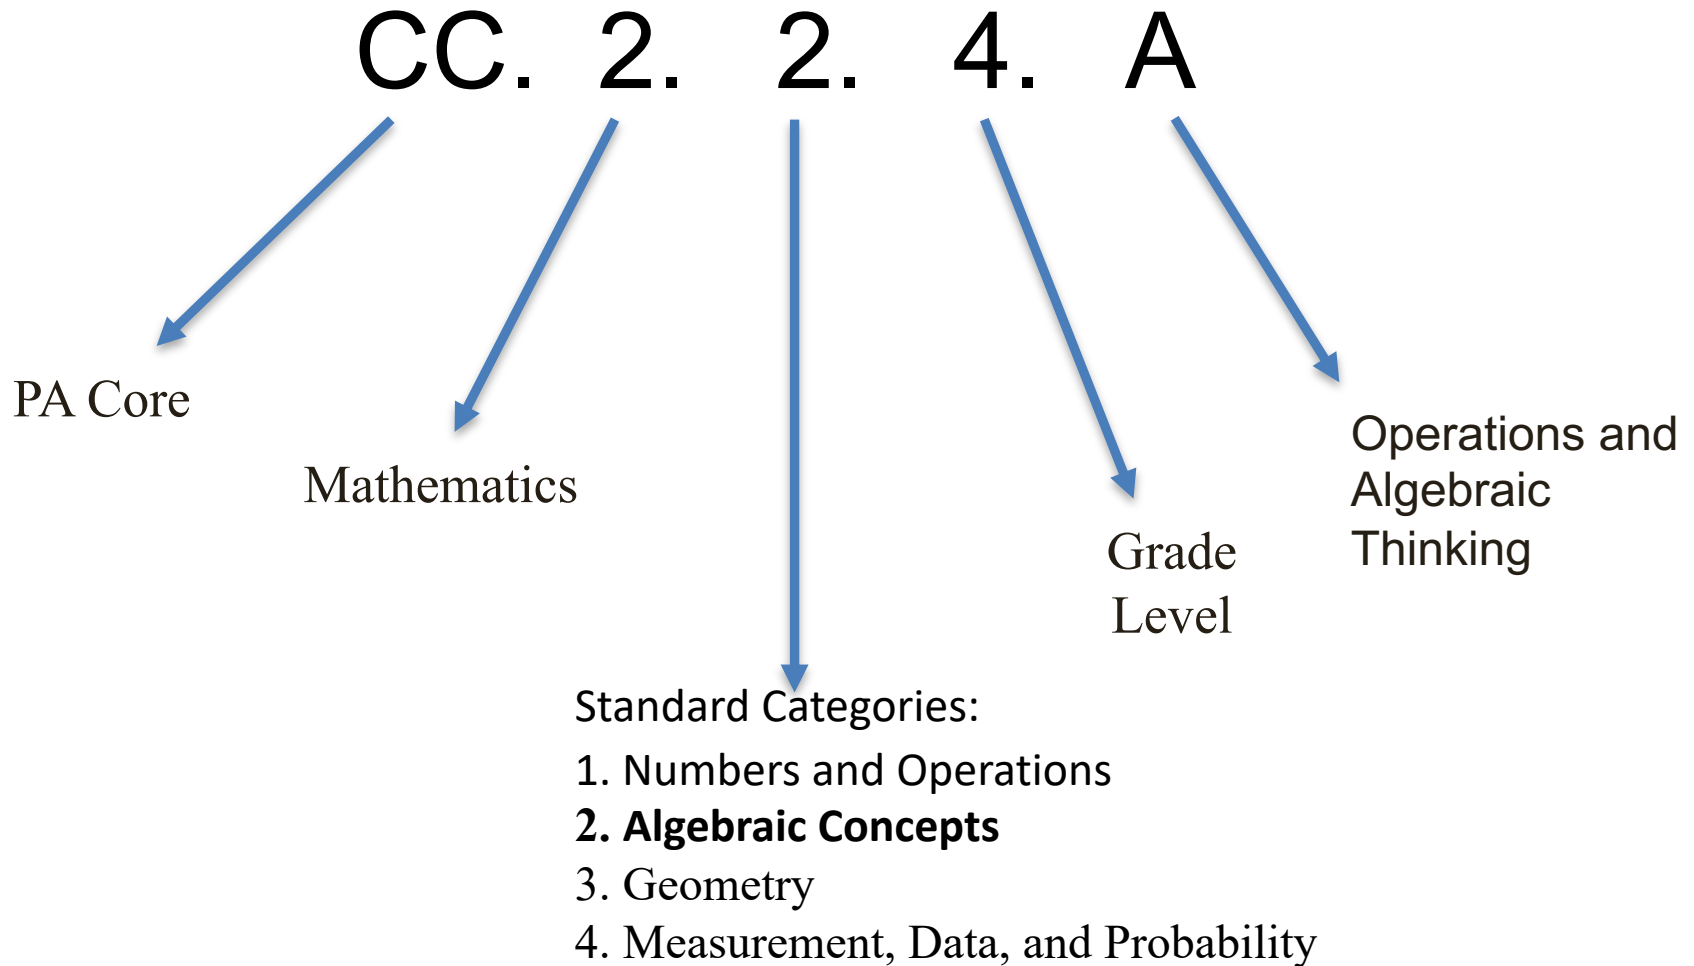 CC. 2. 2. 4. A
PA Core
Mathematics
Operations and
Algebraic
Thinking
Grade
Level
Standard Categories:
1. Numbers and Operations
2. Algebraic Concepts
3. Geometry
4. Measurement, Data, and Probability